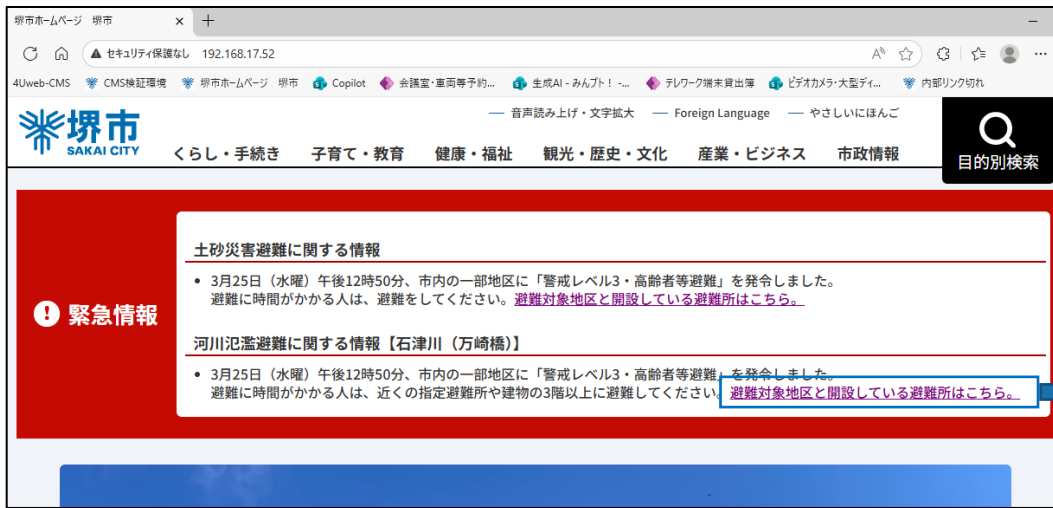 堺市ホームページ 堺市
セキュリティ保護なし 192.168.17.52
4Uweb-CMS CMS検証環境 堺市ホームページ 堺市 Copilot 会議室・車両等予約... 生成AI - みんプト！ -... テレワーク端末貸出簿 ビデオカメラ・大型ディ... 内部リンク切れ
音声読み上げ・文字拡大 Foreign Language やさしいにほんご
堺市
SAKAI CITY
くらし・手続き 子育て・教育 健康・福祉 観光・歴史・文化 産業・ビジネス 市政情報
目的別検索
緊急情報
土砂災害避難に関する情報
• 3月25日（水曜）午後12時50分、市内の一部地区に「警戒レベル3・高齢者等避難」を発令しました。
避難に時間がかかる人は、避難をしてください。避難対象地区と開設している避難所はこちら。
河川氾濫避難に関する情報【石津川（万崎橋）】
• 3月25日（水曜）午後12時50分、市内の一部地区に「警戒レベル3・高齢者等避難」を発令しました。
避難に時間がかかる人は、近くの指定避難所や建物の3階以上に避難してください。避難対象地区と開設している避難所はこちら。